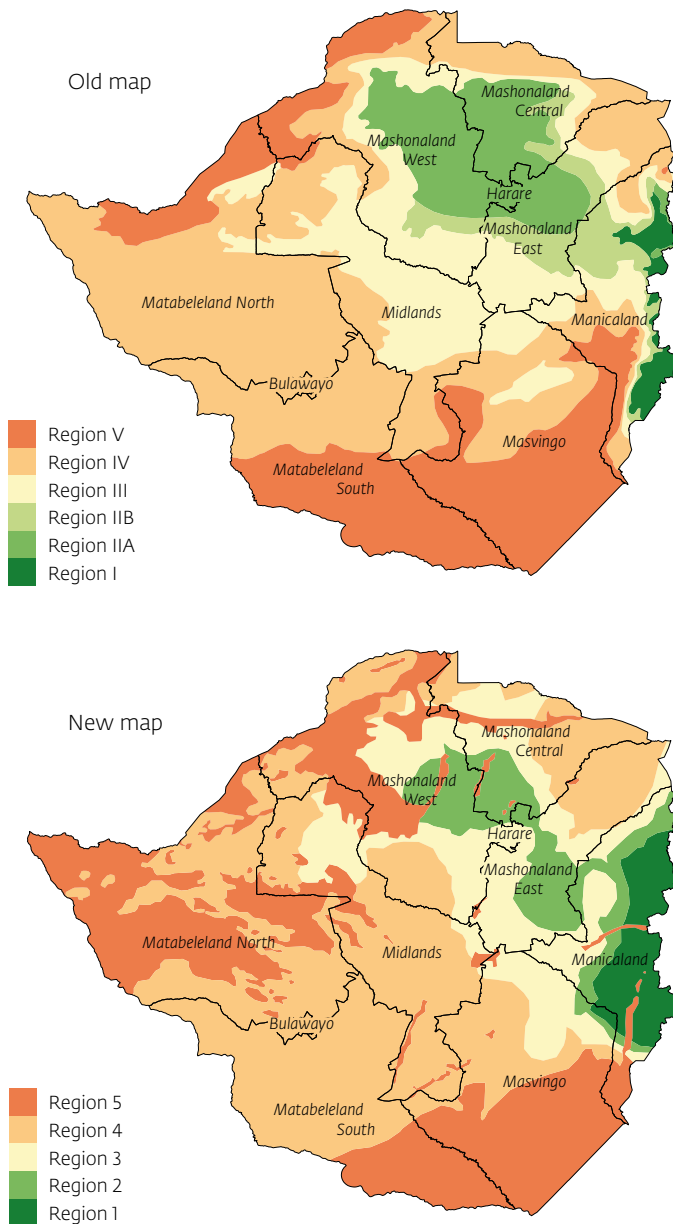 Old map
Mashonaland
Central
Mashonaland
West
Harare
Mashonaland
East
Matabeleland North
Midlands
Manicaland
Bulawayo
Masvingo
Matabeleland
South
Region V
Region IV
Region III
Region IIB
Region IIA
Region I
New map
Mashonaland
Central
Mashonaland
West
Harare
Mashonaland
East
Matabeleland North
Midlands
Manicaland
Bulawayo
Masvingo
Matabeleland
South
Region 5
Region 4
Region 3
Region 2
Region 1